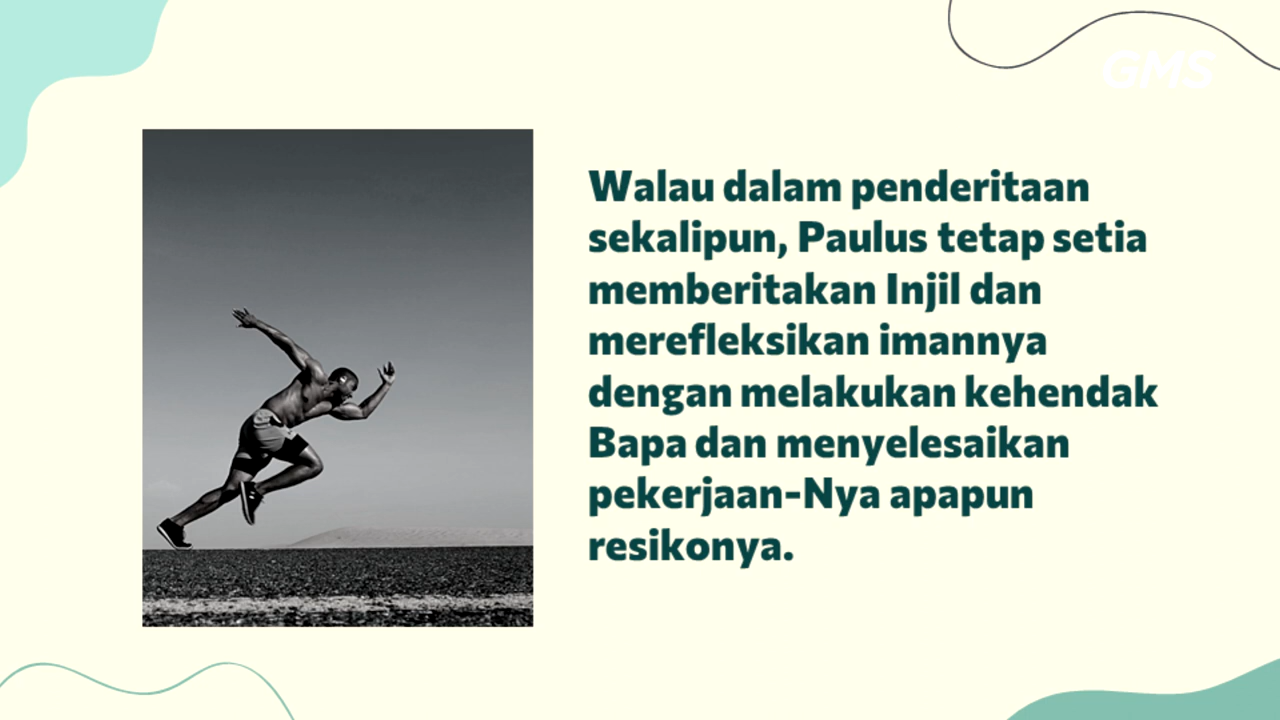 GMS
Walau dalam penderitaan
sekalipun, Paulus tetap setia
memberitakan Injil dan
merefleksikan imannya
dengan melakukan kehendak
Bapa dan menyelesaikan
pekerjaan-Nya apapun
resikonya.